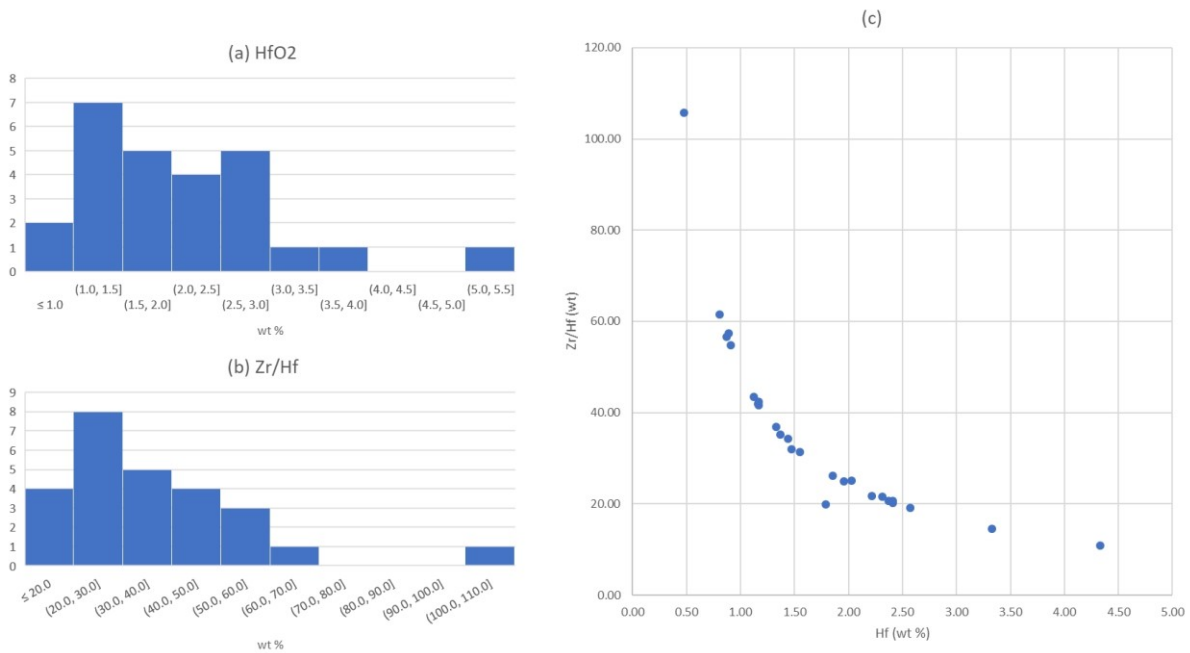 (a) HfO2
8
7
6
5
4
3
2
1
0
(1.0, 1.5] (2.0, 2.5] (3.0, 3.5] (4.0, 4.5] (5.0, 5.5]
≤ 1.0 (1.5, 2.0] (2.5, 3.0] (3.5, 4.0] (4.5, 5.0]
wt %
(b) Zr/Hf
9
8
7
6
5
4
3
2
1
0
≤ 20.0 (20.0, 30.0] (30.0, 40.0] (40.0, 50.0] (50.0, 60.0] (60.0, 70.0] (70.0, 80.0] (80.0, 90.0] (90.0, 100.0] (100.0, 110.0]
wt %
(c)
120.00
100.00
80.00
60.00
40.00
20.00
0.00
Zr/Hf (wt)
0.00 0.50 1.00 1.50 2.00 2.50 3.00 3.50 4.00 4.50 5.00
Hf (wt %)